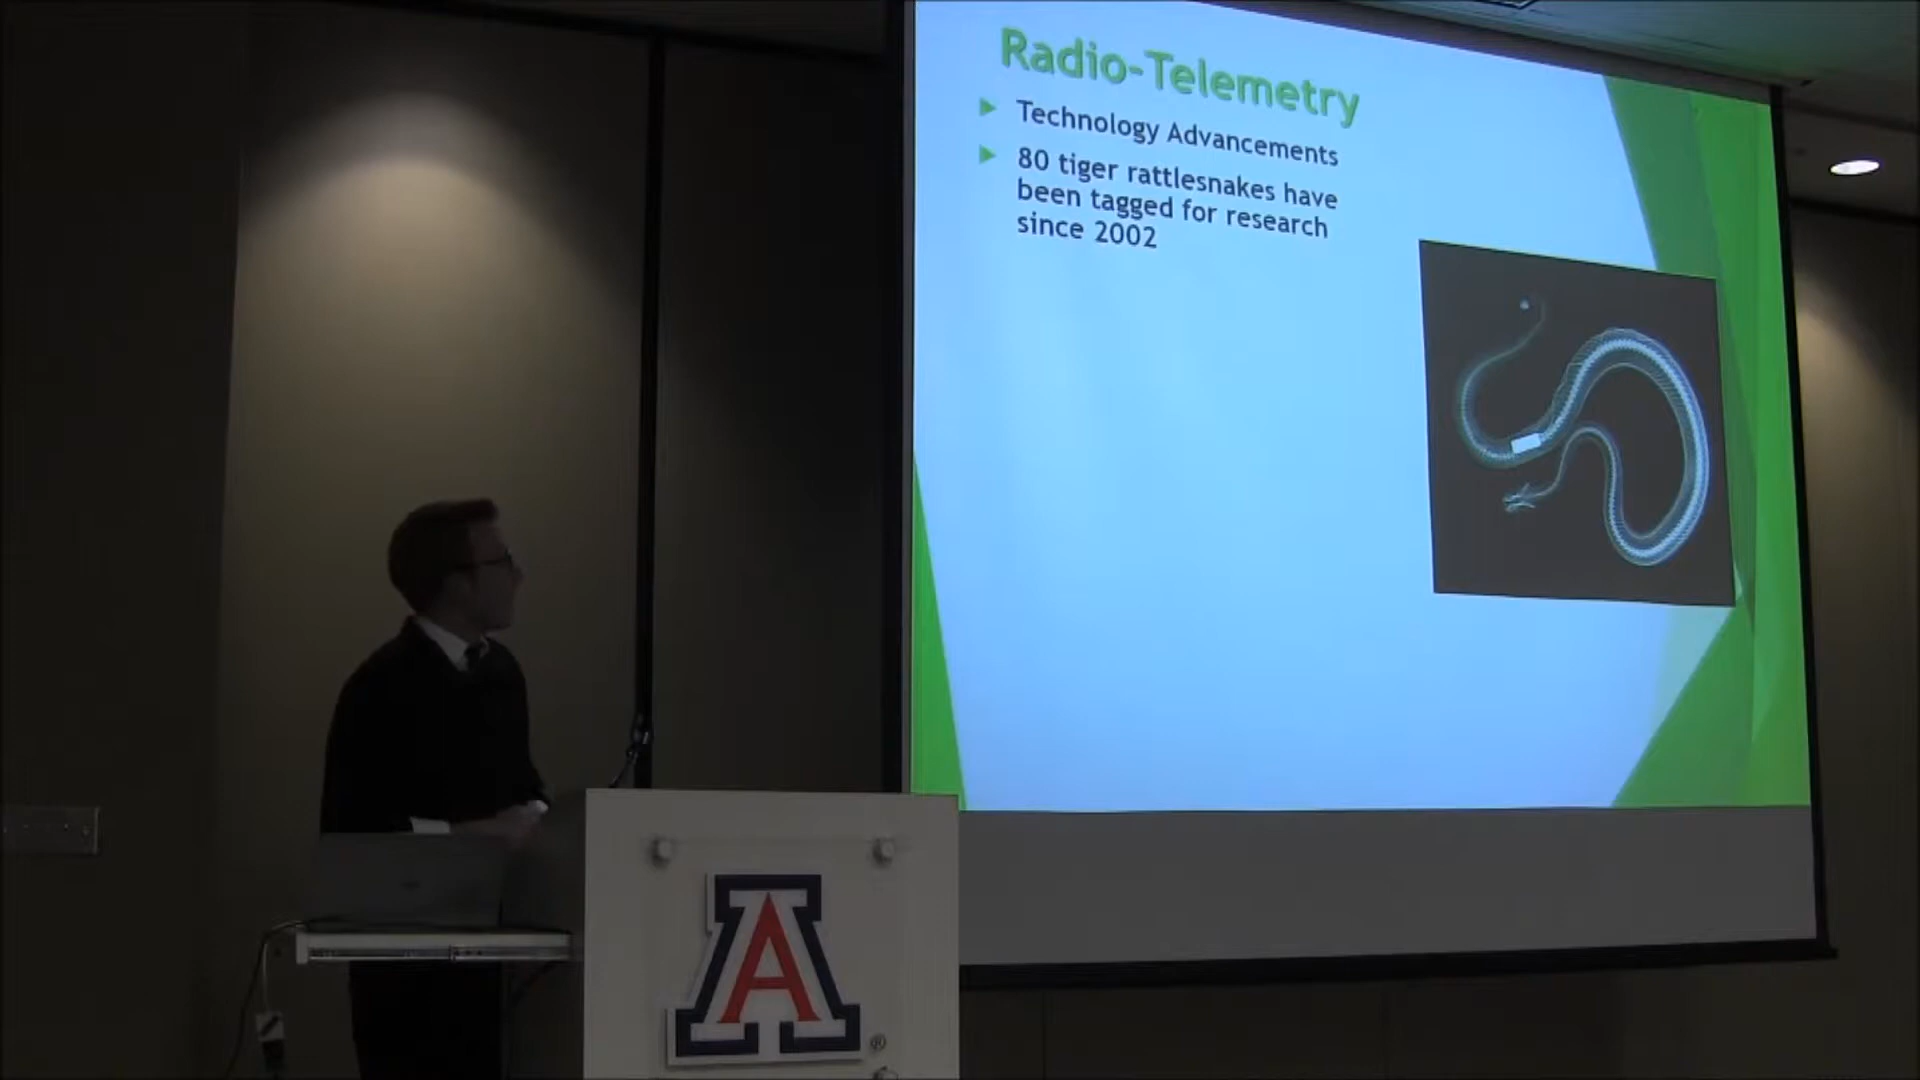 Radio-Telemetry
Technology Advancements
80 tiger rattlesnakes have
been tagged for research
since 2002
A
®